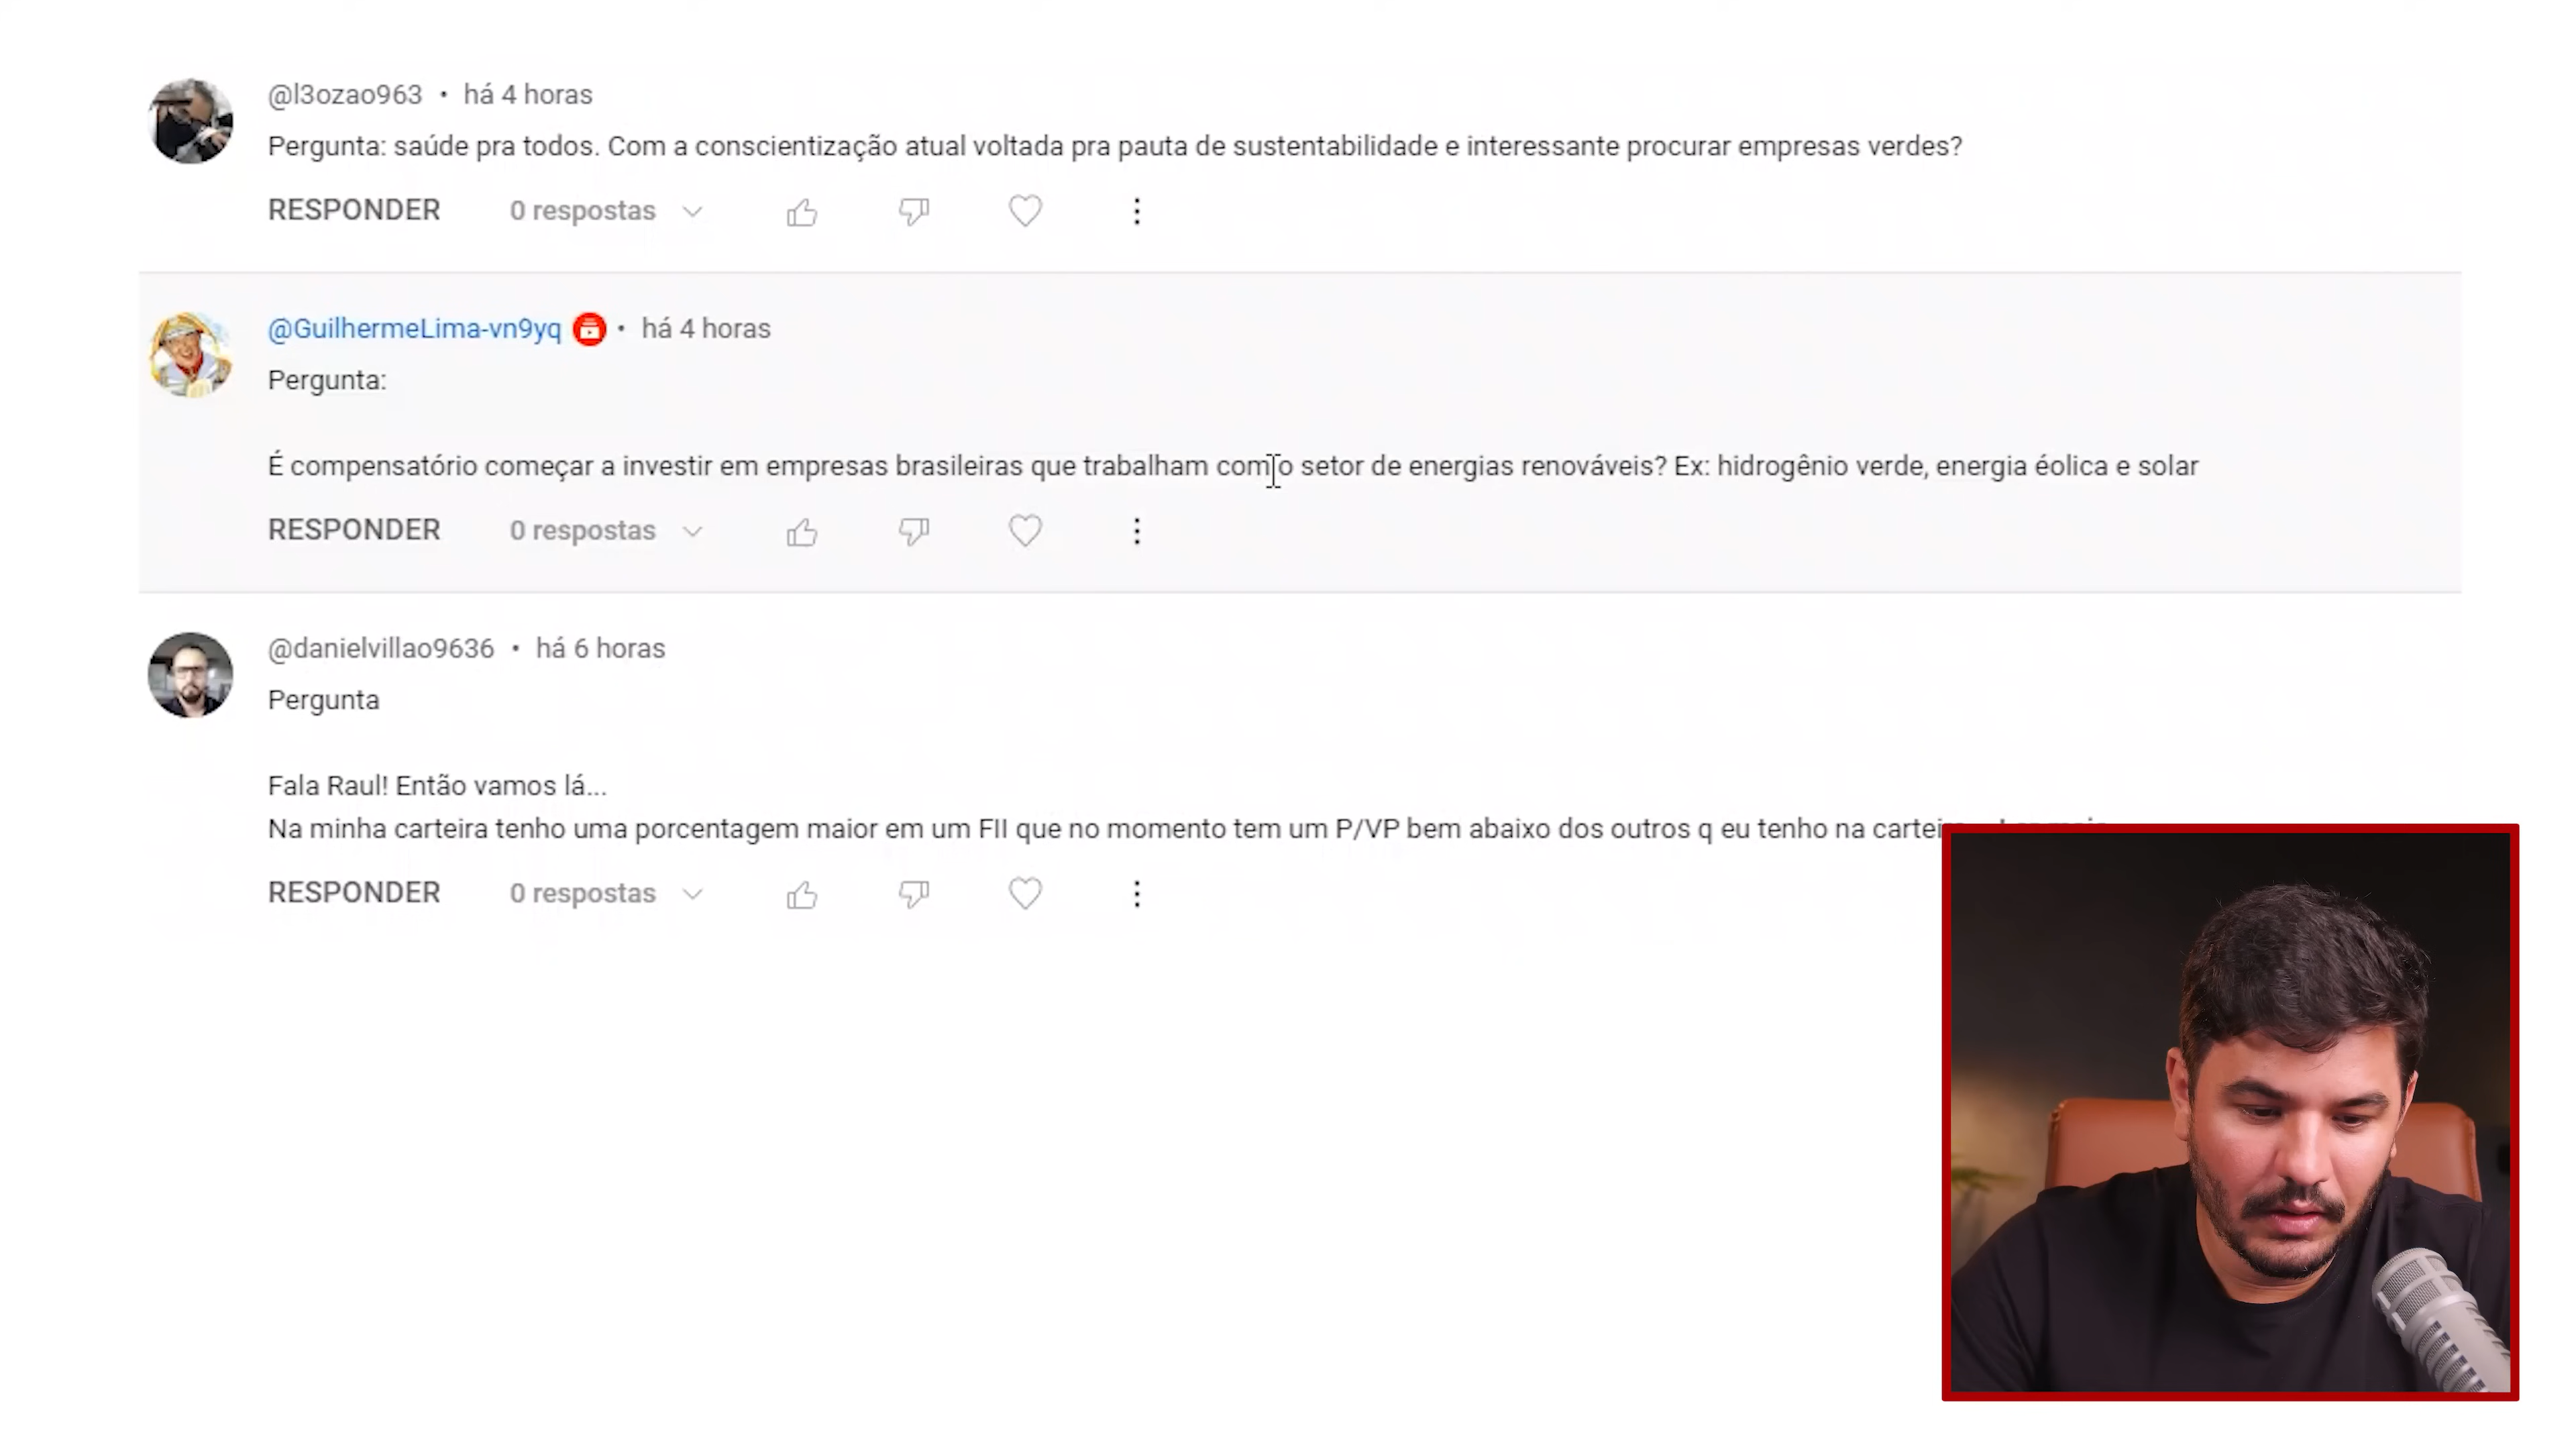 @l3ozao963 • há 4 horas
Pergunta: saúde pra todos. Com a conscientização atual voltada pra pauta de sustentabilidade e interessante procurar empresas verdes?
RESPONDER 0 respostas
@GuilhermeLima-vn9yq • há 4 horas
Pergunta:
É compensatório começar a investir em empresas brasileiras que trabalham com o setor de energias renováveis? Ex: hidrogênio verde, energia éolica e solar
RESPONDER 0 respostas
@danielvillao9636 • há 6 horas
Pergunta
Fala Raul! Então vamos lá...
Na minha carteira tenho uma porcentagem maior em um FII que no momento tem um P/VP bem abaixo dos outros q eu tenho na
RESPONDER 0 respostas